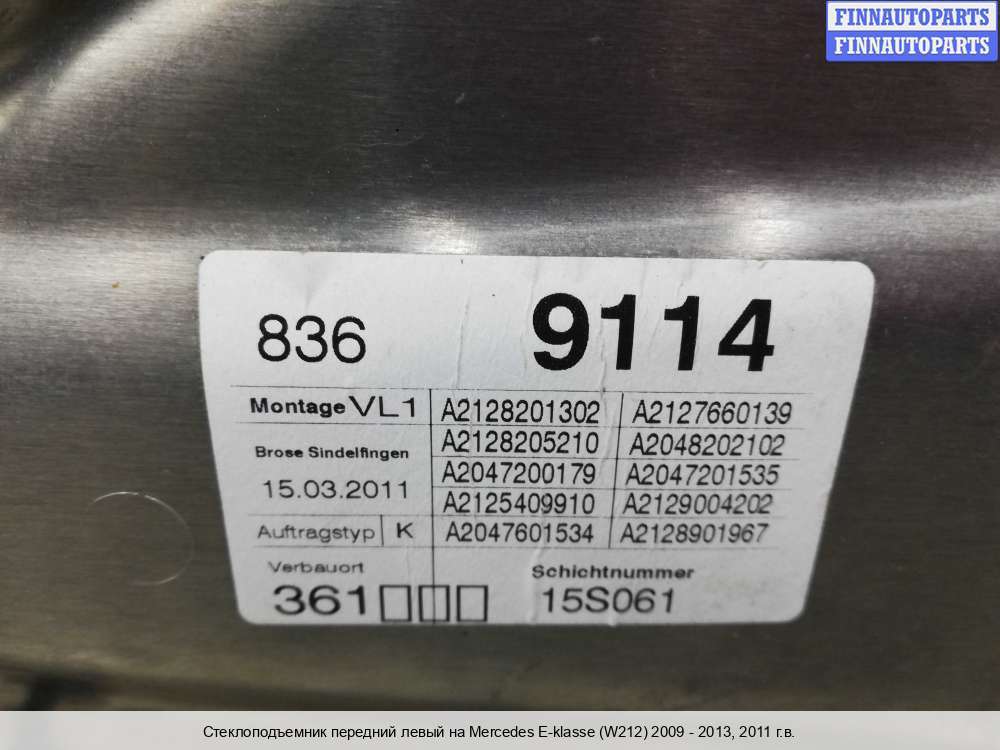 FINNAUTOPARTS
FINNAUTOPARTS
836 9114
Montage VL1 A2128201302 A2127660139
A2128205210 A2048202102
Brose Sindelfingen
A2047200179 A2047201535
15.03.2011
A2125409910 A2129004202
Auftragstyp K A2047601534 A2128901967
Verbauort Schichtnummer
361 15S061
Стеклоподъемник передний левый на Mercedes E-klasse (W212) 2009 - 2013, 2011 г.в.